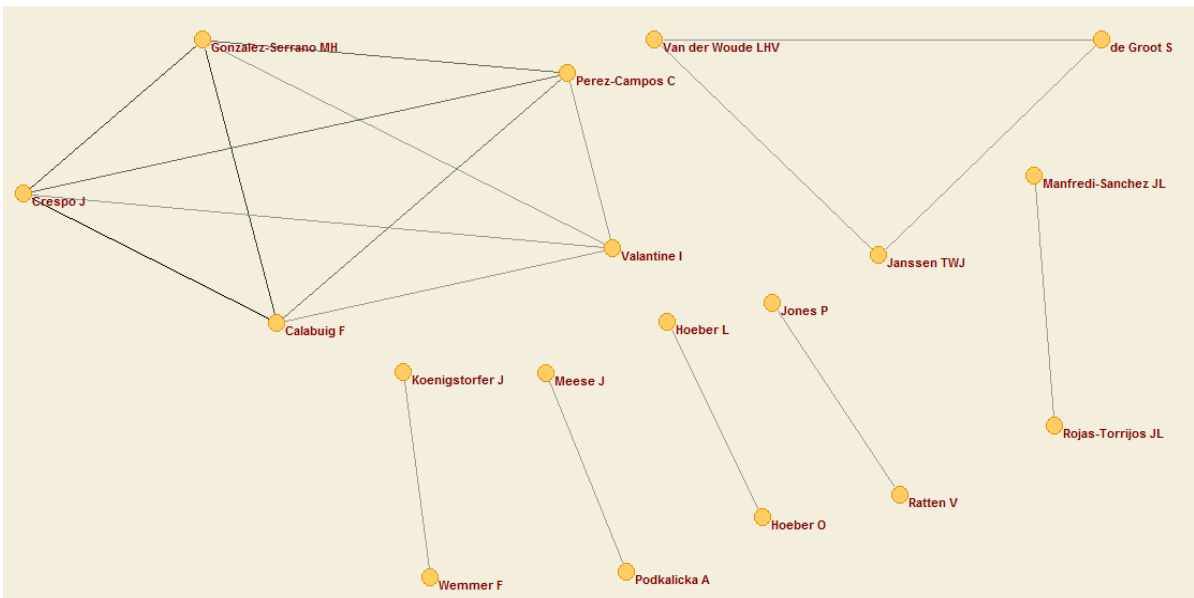 Gonzalez-Serrano MH
Van der Woude LHV
de Groot S
Perez-Campos C
Manfredi-Sanchez JL
Crespo J
Valantine I
Janssen TWJ
Jones P
Calabuig F
Hoeber L
Koenigstorfer J
Meese J
Rojas-Torrijos JL
Ratten V
Hoeber O
Wemmer F
Podkalicka A